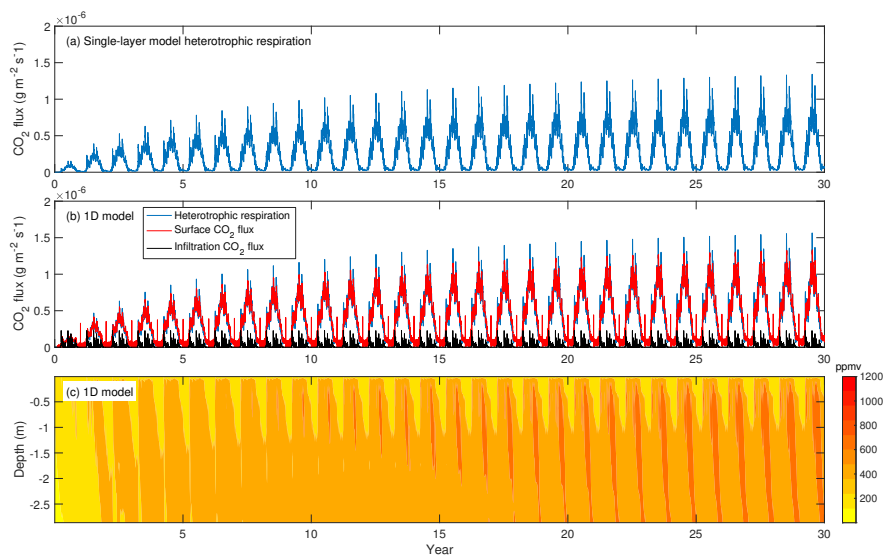 ×10⁻⁶
2
(a) Single-layer model heterotrophic respiration
1.5
1
0.5
0
CO₂ flux (g m⁻² s⁻¹)
0 5 10 15 20 25 30
×10⁻⁶
2
(b) 1D model
Heterotrophic respiration
Surface CO₂ flux
Infiltration CO₂ flux
1.5
1
0.5
0
CO₂ flux (g m⁻² s⁻¹)
0 5 10 15 20 25 30
ppmv
(c) 1D model
1200
1000
800
600
400
200
-0.5
-1
-1.5
-2
-2.5
Depth (m)
0 5 10 15 20 25 30
Year